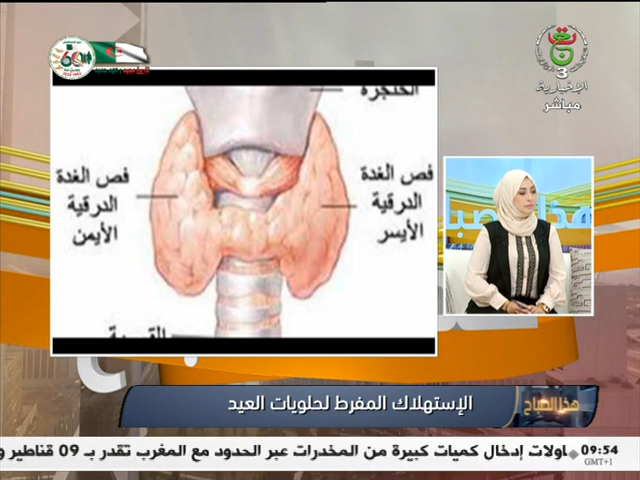 60
3
الإخبارية
مباشر
الحنجرة
فص الغدة
الدرقية
الأيمن
فص الغدة
الدرقية
الأيسر
هذا الصباح
الإستهلاك المفرط لحلويات العيد
اولات إدخال كميات كبيرة من المخدرات عبر الحدود مع المغرب تقدر بـ 09 قناطير و
09:54
GMT+1